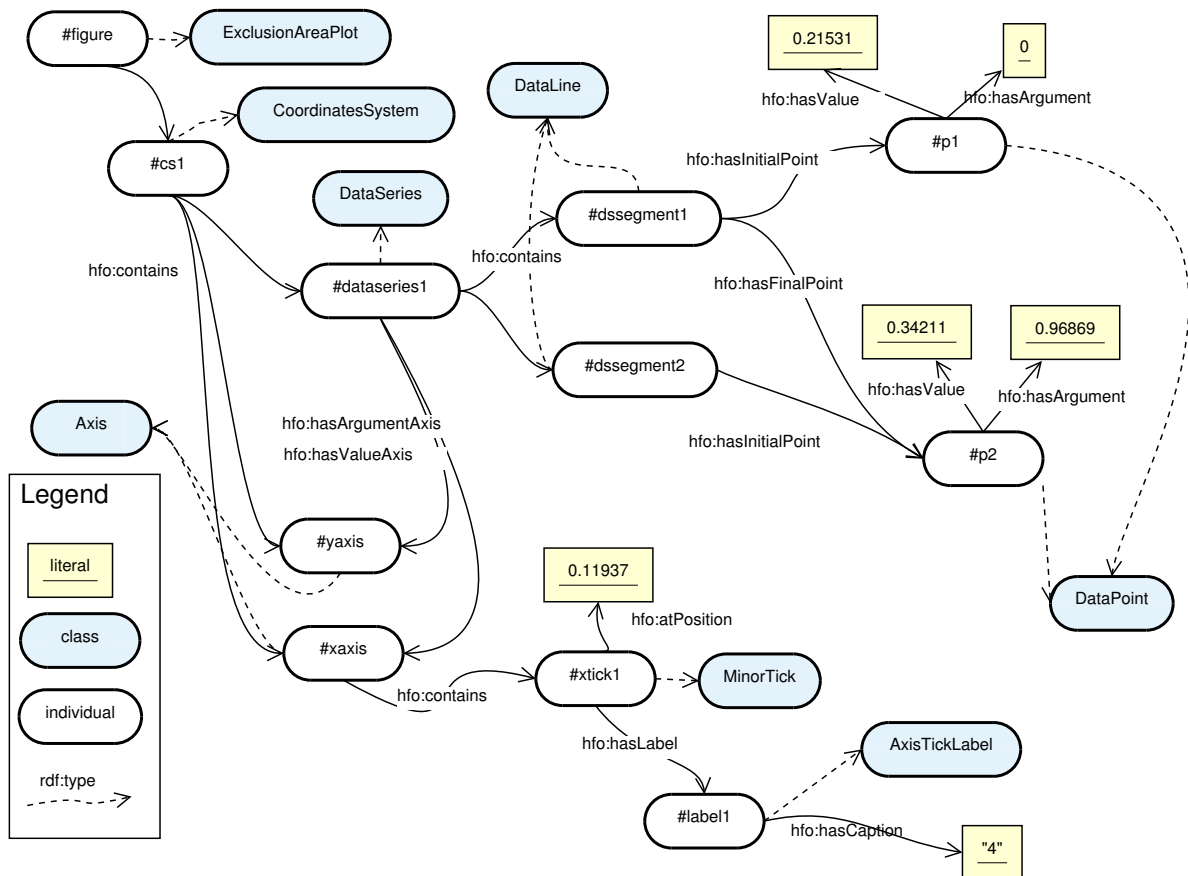 #figure
ExclusionAreaPlot
0.21531
0
DataLine
hfo:hasValue
hfo:hasArgument
CoordinatesSystem
#cs1
#p1
hfo:hasInitialPoint
DataSeries
#dssegment1
hfo:contains
hfo:contains
#dataseries1
hfo:hasFinalPoint
0.34211
0.96869
#dssegment2
hfo:hasValue
hfo:hasArgument
Axis
hfo:hasArgumentAxis
hfo:hasInitialPoint
hfo:hasValueAxis
#p2
Legend
#yaxis
literal
0.11937
DataPoint
hfo:atPosition
class
#xaxis
#xtick1
MinorTick
hfo:contains
individual
hfo:hasLabel
AxisTickLabel
rdf:type
#label1
hfo:hasCaption
"4"